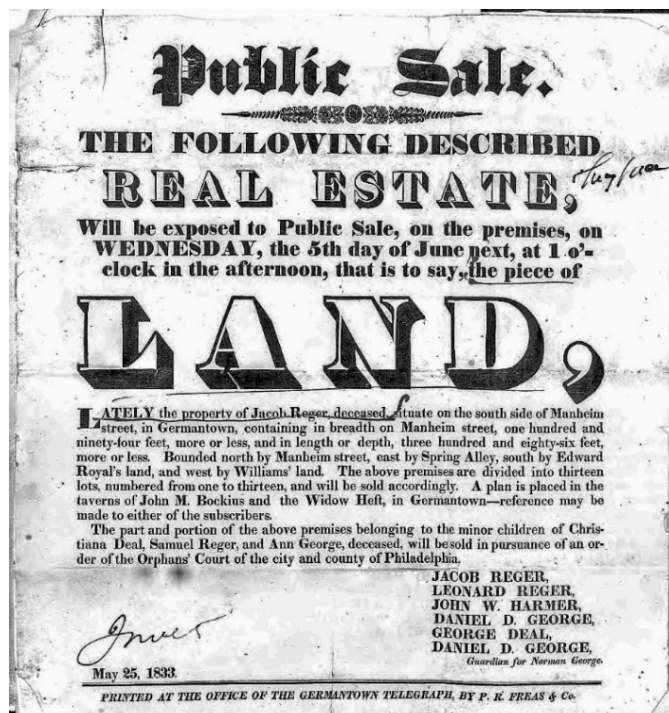 Public Sale.
THE FOLLOWING DESCRIBED
REAL ESTATE,
Will be exposed to Public Sale, on the premises, on
WEDNESDAY, the 5th day of June next, at 1 o'-
clock in the afternoon, that is to say, the piece of
LAND,
LATELY the property of Jacob Reger, deceased, situate on the south side of Manheim
street, in Germantown, containing in breadth on Manheim street, one hundred and
ninety-four feet, more or less, and in length or depth, three hundred and eighty-six feet,
more or less. Bounded north by Manheim street, east by Spring Alley, south by Edward
Royal's land, and west by Williams' land. The above premises are divided into thirteen
lots, numbered from one to thirteen, and will be sold accordingly. A plan is placed in the
taverns of John M. Bockius and the Widow Heft, in Germantown—reference may be
made to either of the subscribers.
The part and portion of the above premises belonging to the minor children of Chris-
tiana Deal, Samuel Reger, and Ann George, deceased, will be sold in pursuance of an or-
der of the Orphans' Court of the city and county of Philadelphia.
JACOB REGER,
LEONARD REGER,
JOHN W. HARMER,
DANIEL D. GEORGE,
GEORGE DEAL,
DANIEL D. GEORGE,
Guardian for Norman George.
May 25, 1833
PRINTED AT THE OFFICE OF THE GERMANTOWN TELEGRAPH, BY P. R. FREAS & Co.